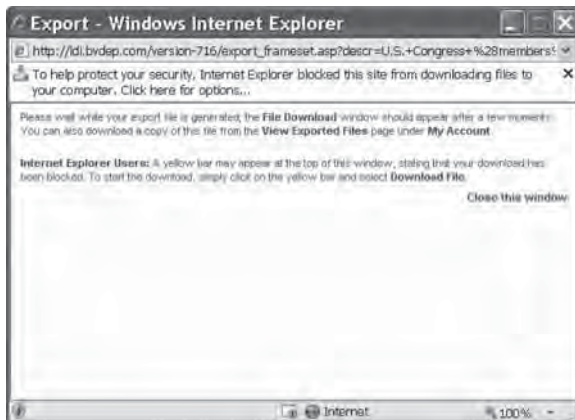 Export - Windows Internet Explorer
http://ldi.bvdep.com/version-716/export_frameset.asp?descr=U.S.+Congress+%28members%
To help protect your security, Internet Explorer blocked this site from downloading files to
your computer. Click here for options...
Please wait while your export file is generated, the File Download window should appear after a few moments.
You can also download a copy of this file from the View Exported Files page under My Account.
Internet Explorer Users: A yellow bar may appear at the top of this window, stating that your download has
been blocked. To start the download, simply click on the yellow bar and select Download File.
Close this window
Internet
100%